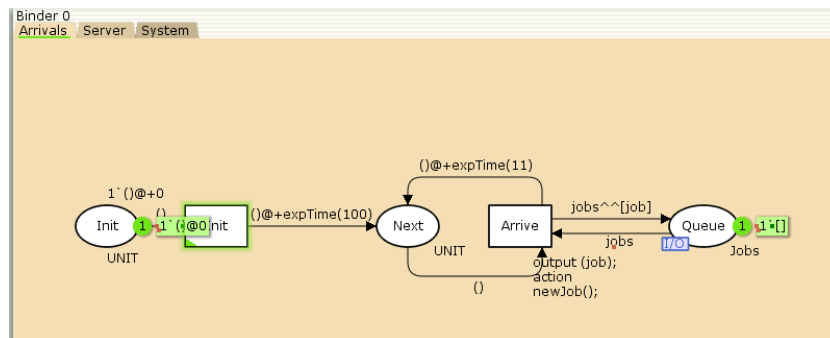 Binder 0
Arrivals Server System
()@+expTime(11)
1`()@+0
()
()@+expTime(100)
jobs^^[job]
Init
1
1`()@0
Next
Arrive
Queue
1
1`[]
UNIT
UNIT
jobs
I/O
Jobs
output (job);
action
newJob();
()